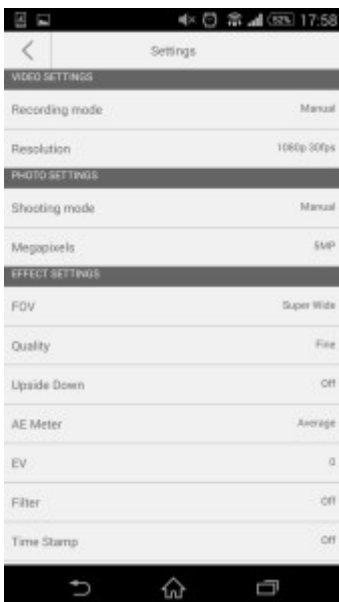 52% 17:58
Settings
VIDEO SETTINGS
Recording mode Manual
Resolution 1080p 30fps
PHOTO SETTINGS
Shooting mode Manual
Megapixels 5MP
EFFECT SETTINGS
FOV Super Wide
Quality Fine
Upside Down Off
AE Meter Average
EV 0
Filter Off
Time Stamp Off